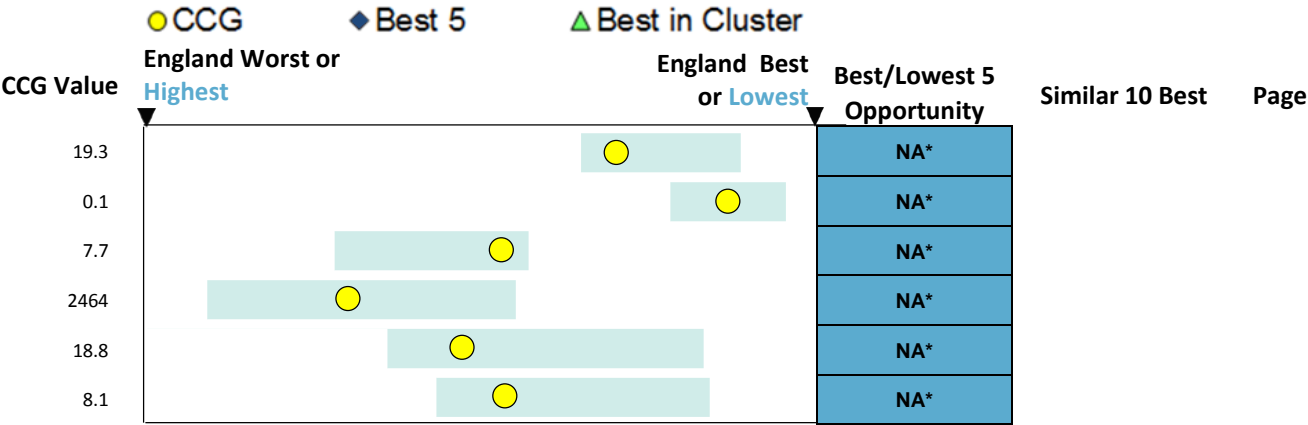 CCG Best 5 Best in Cluster
CCG Value England Worst or Highest England Best or Lowest Best/Lowest 5 Opportunity Similar 10 Best Page
19.3 NA*
0.1 NA*
7.7 NA*
2464 NA*
18.8 NA*
8.1 NA*